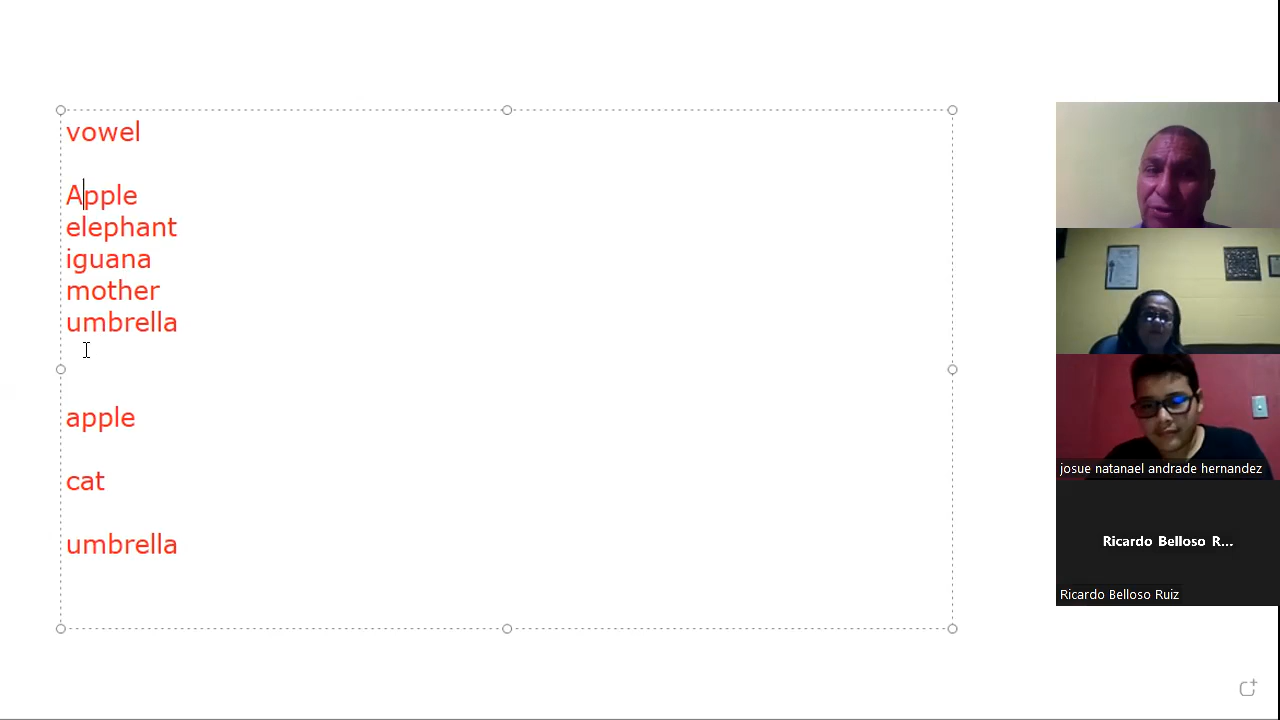 vowel
Apple
elephant
iguana
mother
umbrella
apple
cat
umbrella
josue natanael andrade hernandez
Ricardo Belloso R...
Ricardo Belloso Ruiz